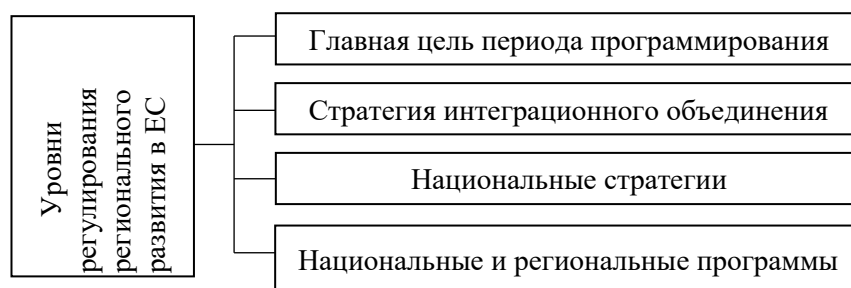 Уровни
регулирования
регионального
развития в ЕС
Главная цель периода программирования
Стратегия интеграционного объединения
Национальные стратегии
Национальные и региональные программы